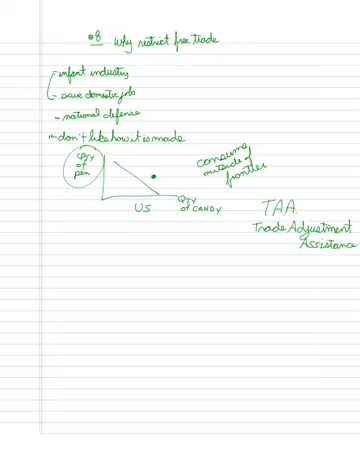 #8 Why restrict free trade
- infant industry
- save domestic jobs
- national defense
- don't like how it is made
QTY
of
pen
consume
outside of
frontier
QTY
of CANDY
US
T.A.A.
Trade Adjustment
Assistance